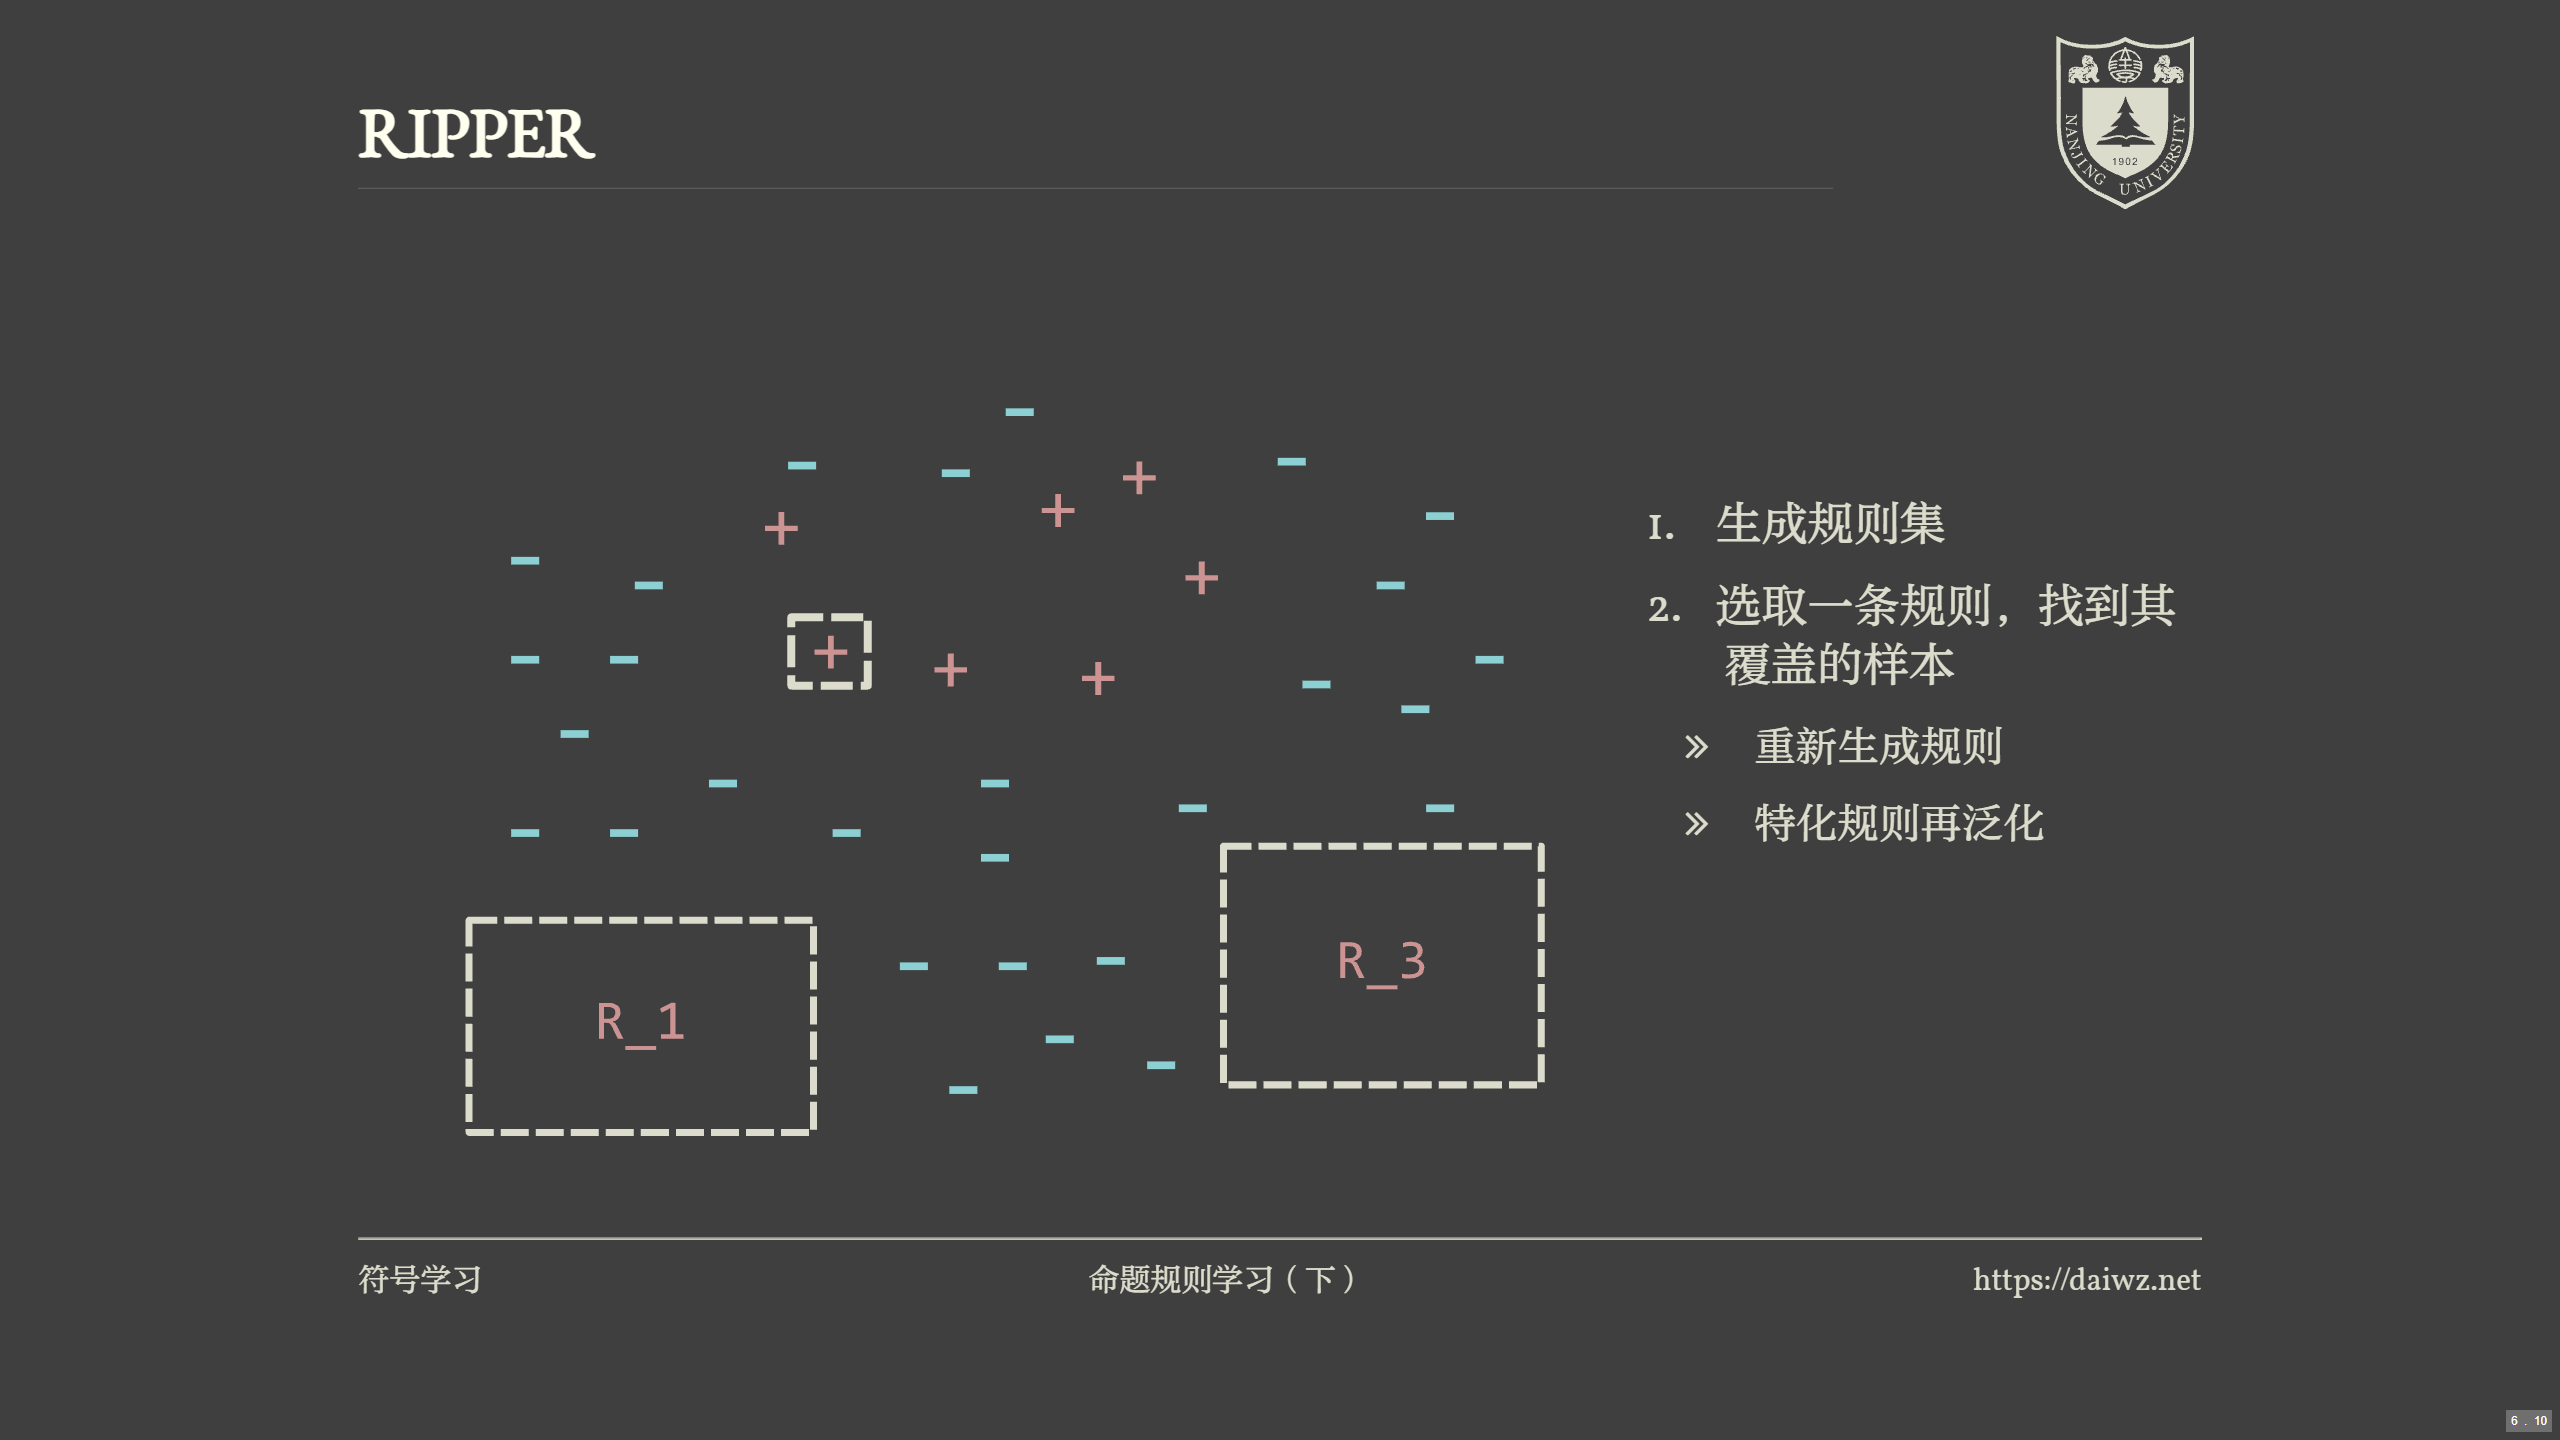 RIPPER
NANJING UNIVERSITY
1902
1. 生成规则集
2. 选取一条规则，找到其
覆盖的样本
» 重新生成规则
» 特化规则再泛化
R_1
R_3
符号学习
命题规则学习（下）
https://daiwz.net
6 . 10